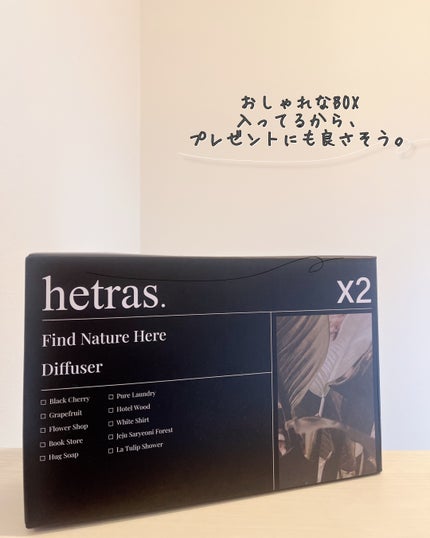 おしゃれなBOX
入ってるから、
プレゼントにも良さそう。
hetras.
X2
Find Nature Here
Diffuser
□ Black Cherry
□ Grapefruit
□ Flower Shop
□ Book Store
□ Hug Soap
□ Pure Laundry
□ Hotel Wood
□ White Shirt
□ Jeju Saryeoni Forest
□ La Tulip Shower